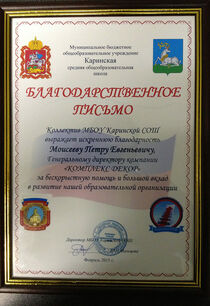 Муниципальное бюджетное
общеобразовательное учреждение
Каринская
средняя общеобразовательная
школа
БЛАГОДАРСТВЕННОЕ
ПИСЬМО
Коллектив МБОУ Каринской СОШ
выражает искреннюю благодарность
Моисееву Петру Евгеньевичу,
Генеральному директору компании
«КОМПЛЕКС ДЕКОР»
за бескорыстную помощь и большой вклад
в развитие нашей образовательной организации
Директор МБОУ
Февраль 2015 г.